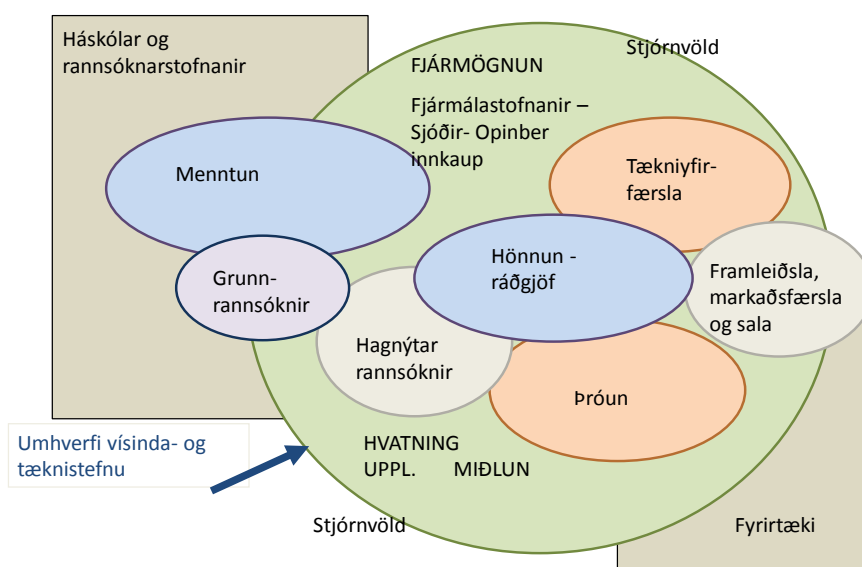 Háskólar og
rannsóknarstofnanir
Stjórnvöld
FJÁRMÖGNUN
Fjármálastofnanir –
Sjóðir- Opinber
innkaup
Menntun
Tækniyfir-
færsla
Grunn-
rannsóknir
Hönnun -
ráðgjöf
Framleiðsla,
markaðsfærsla
og sala
Hagnýtar
rannsóknir
Þróun
Umhverfi vísinda- og
tæknistefnu
HVATNING
UPPL. MIÐLUN
Stjórnvöld
Fyrirtæki